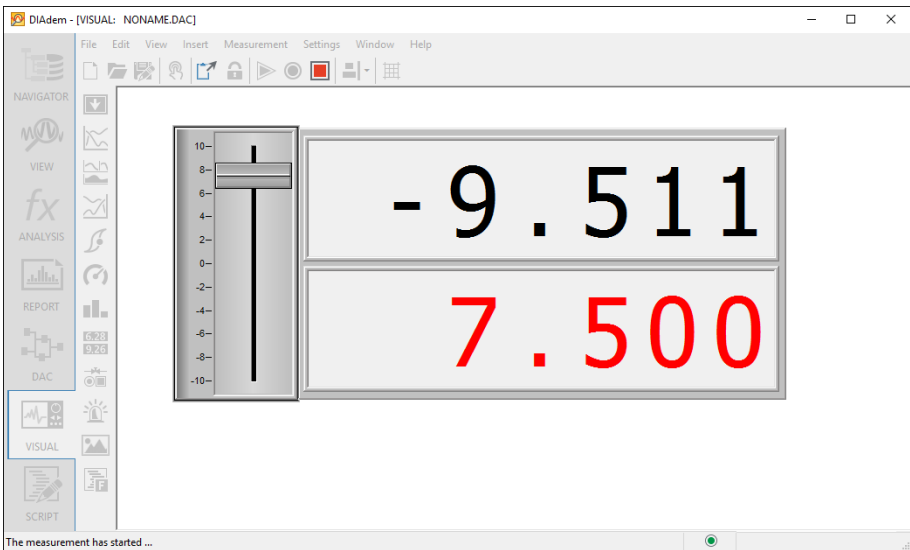 DIAdem - [VISUAL: NONAME.DAC]
File Edit View Insert Measurement Settings Window Help
NAVIGATOR
VIEW
fx
ANALYSIS
REPORT
DAC
VISUAL
SCRIPT
6.28
9.26
F
10
8
6
4
2
0
-2
-4
-6
-8
-10
-9.511
7.500
The measurement has started ...